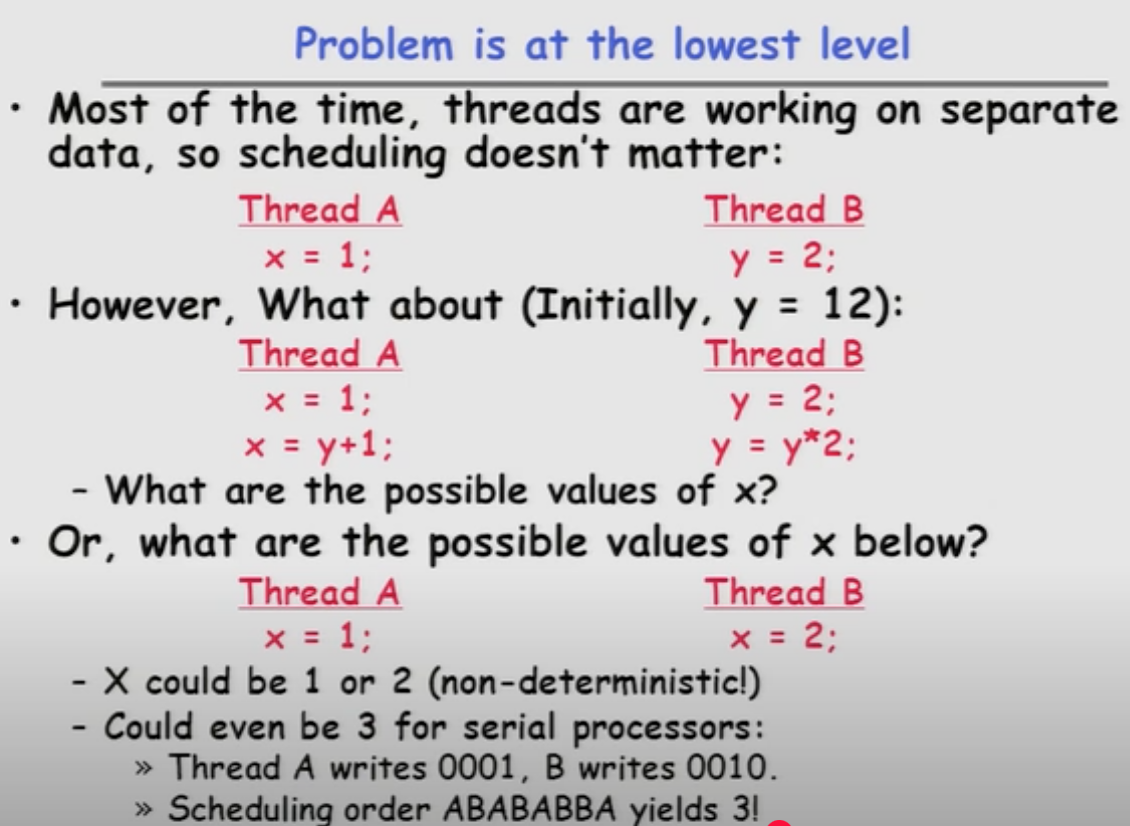 Problem is at the lowest level
• Most of the time, threads are working on separate
data, so scheduling doesn't matter:
Thread A Thread B
x = 1; y = 2;
• However, What about (Initially, y = 12):
Thread A Thread B
x = 1; y = 2;
x = y+1; y = y*2;
– What are the possible values of x?
• Or, what are the possible values of x below?
Thread A Thread B
x = 1; x = 2;
– X could be 1 or 2 (non-deterministic!)
– Could even be 3 for serial processors:
» Thread A writes 0001, B writes 0010.
» Scheduling order ABABABBA yields 3!